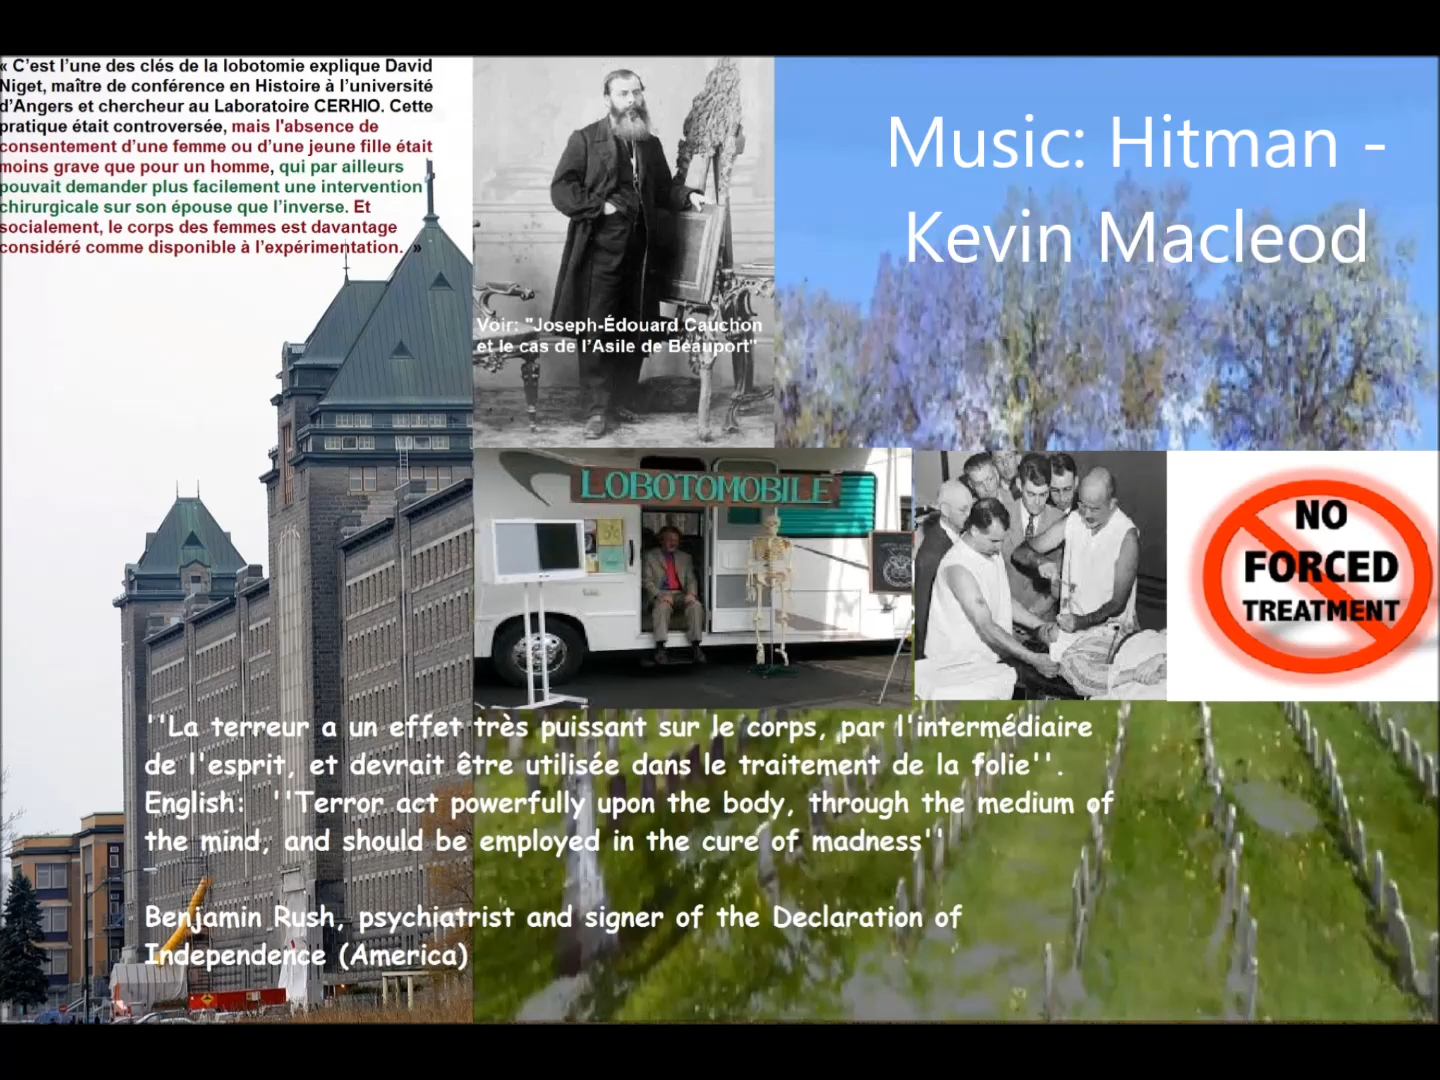 « C'est l'une des clés de la lobotomie explique David
Niget, maître de conférence en Histoire à l'université
d'Angers et chercheur au Laboratoire CERHIO. Cette
pratique était controversée, mais l'absence de
consentement d'une femme ou d'une jeune fille était
moins grave que pour un homme, qui par ailleurs
pouvait demander plus facilement une intervention
chirurgicale sur son épouse que l'inverse. Et
socialement, le corps des femmes est davantage
considéré comme disponible à l'expérimentation. »
Voir: "Joseph-Édouard Cauchon
et le cas de l'Asile de Beauport"
Music: Hitman -
Kevin Macleod
LOBOTOMOBILE
NO
FORCED
TREATMENT
''La terreur a un effet très puissant sur le corps, par l'intermédiaire
de l'esprit, et devrait être utilisée dans le traitement de la folie''.
English: ''Terror act powerfully upon the body, through the medium of
the mind, and should be employed in the cure of madness''
Benjamin Rush, psychiatrist and signer of the Declaration of
Independence (America)